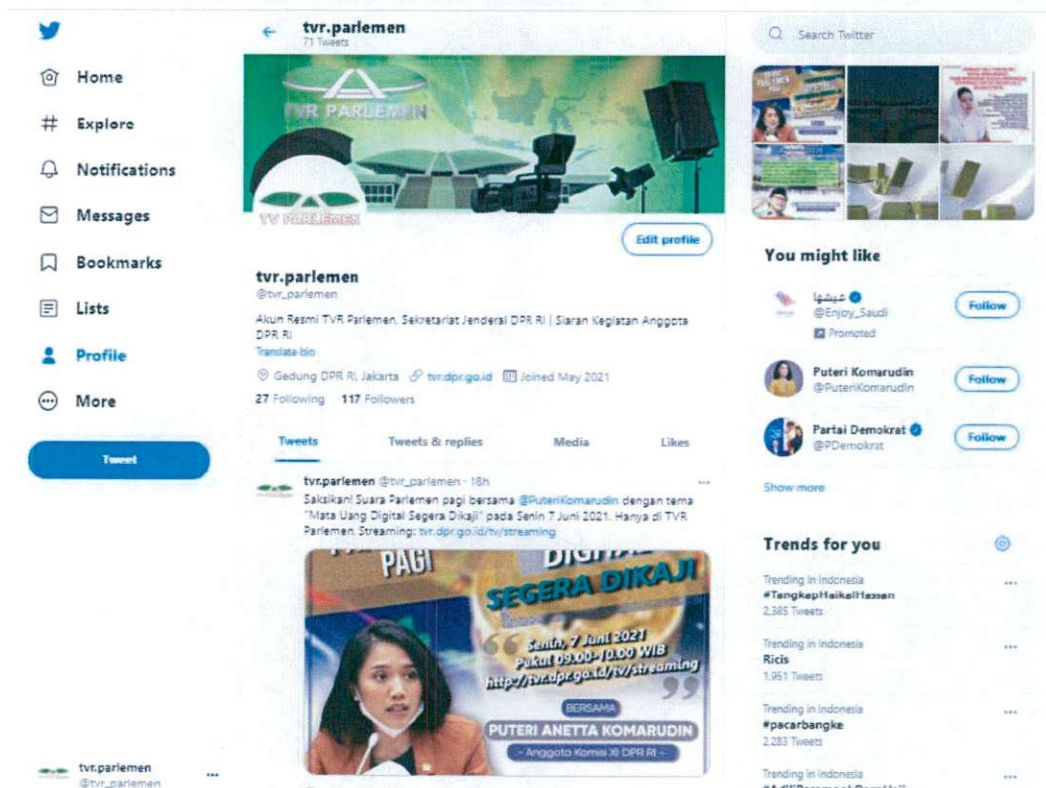 Home
Explore
Notifications
Messages
Bookmarks
Lists
Profile
More
Tweet
tvr.parlemen
@tvr_parlemen
tvr.parlemen
71 Tweets
TVR PARLEMEN
TV PARLEMEN
Edit profile
tvr.parlemen
@tvr_parlemen
Akun Resmi TVR Parlemen, Sekretariat Jenderal DPR RI | Siaran Kegiatan Anggota
DPR RI
Translate bio
Gedung DPR RI, Jakarta tvr.dpr.go.id Joined May 2021
27 Following 117 Followers
Tweets Tweets & replies Media Likes
tvr.parlemen @tvr_parlemen · 18h
Saksikan! Suara Parlemen pagi bersama @PuteriKomarudin dengan tema
"Mata Uang Digital Segera Dikaji" pada Senin 7 Juni 2021. Hanya di TVR
Parlemen. Streaming: tvr.dpr.go.id/tv/streaming
PAGI
DIGITAL
SEGERA DIKAJI
Senin, 7 Juni 2021
Pukul 09.00-10.00 WIB
http://tvr.dpr.go.id/tv/streaming
BERSAMA
PUTERI ANETTA KOMARUDIN
- Anggota Komisi XI DPR RI -
Search Twitter
You might like
عيشها
@Enjoy_Saudi
Promoted
Follow
Puteri Komarudin
@PuteriKomarudin
Follow
Partai Demokrat
@PDemokrat
Follow
Show more
Trends for you
Trending in Indonesia
#TangkapHaikalHassan
2,385 Tweets
Trending in Indonesia
Ricis
1,951 Tweets
Trending in Indonesia
#pacarbangke
2,283 Tweets
Trending in Indonesia